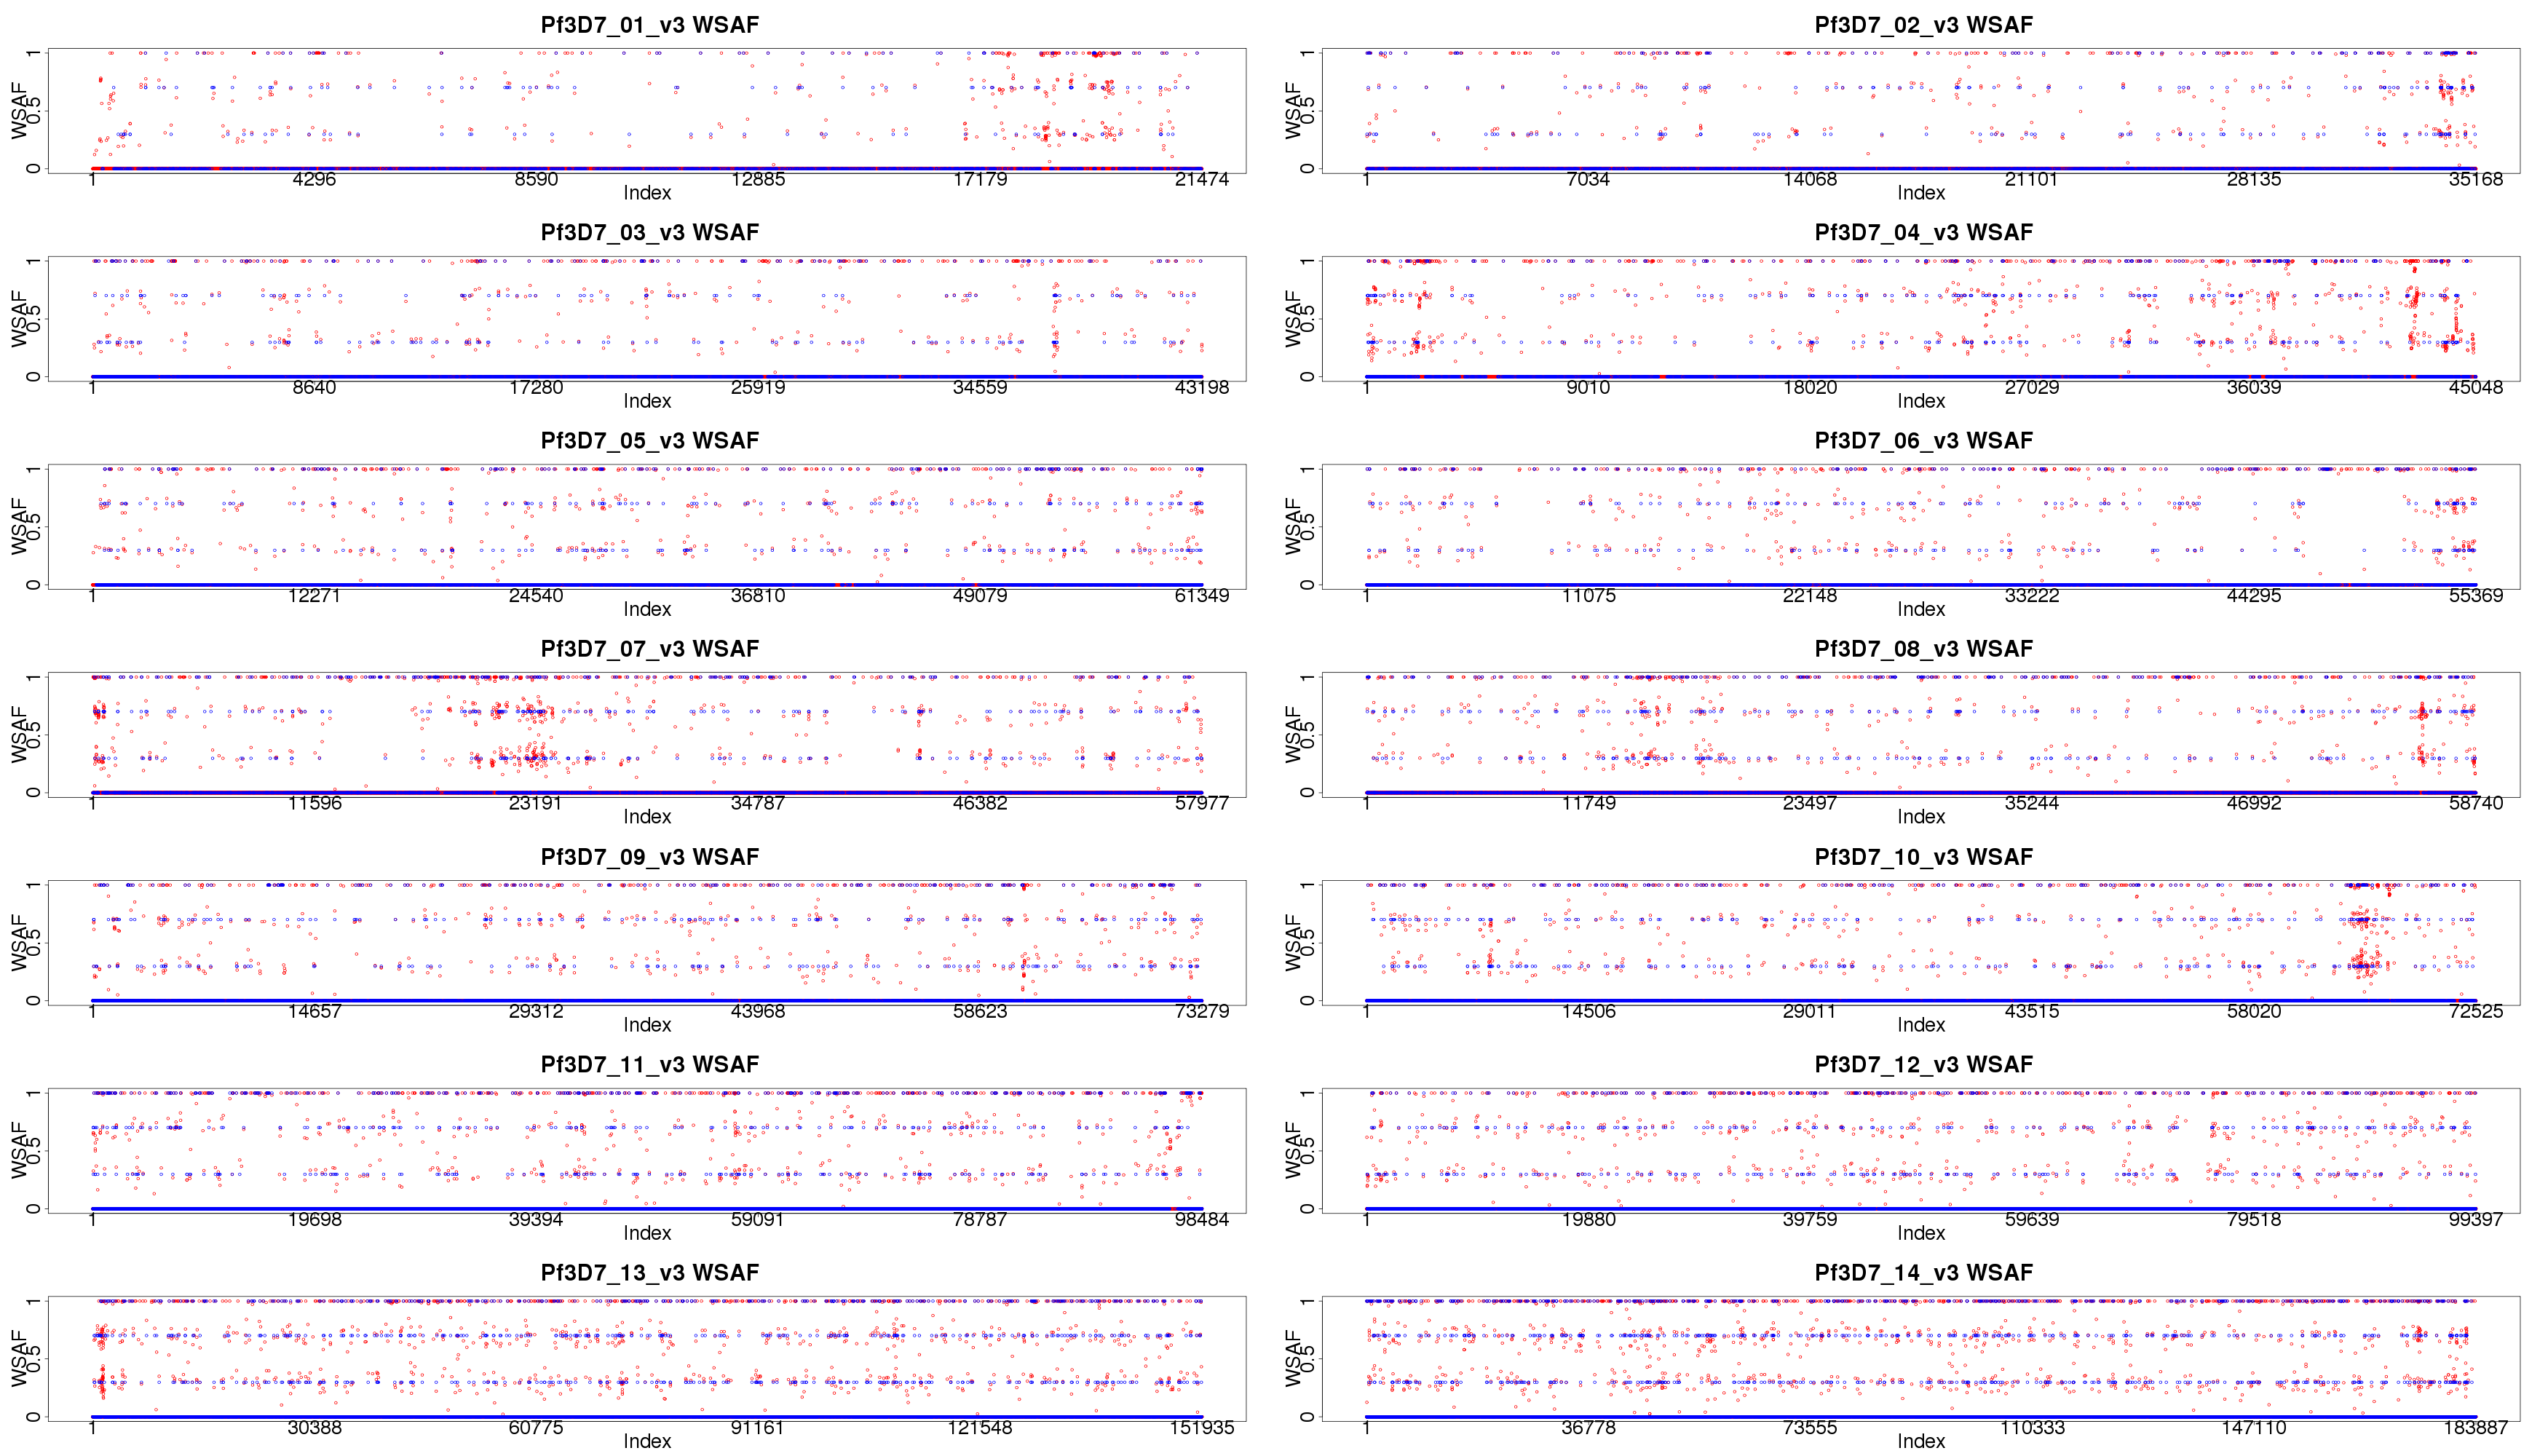 Pf3D7_01_v3 WSAF
WSAF
0 0.5 1
1 4296 8590 12885 17179 21474
Index
Pf3D7_02_v3 WSAF
WSAF
0 0.5 1
1 7034 14068 21101 28135 35168
Index
Pf3D7_03_v3 WSAF
WSAF
0 0.5 1
1 8640 17280 25919 34559 43198
Index
Pf3D7_04_v3 WSAF
WSAF
0 0.5 1
1 9010 18020 27029 36039 45048
Index
Pf3D7_05_v3 WSAF
WSAF
0 0.5 1
1 12271 24540 36810 49079 61349
Index
Pf3D7_06_v3 WSAF
WSAF
0 0.5 1
1 11075 22148 33222 44295 55369
Index
Pf3D7_07_v3 WSAF
WSAF
0 0.5 1
1 11596 23191 34787 46382 57977
Index
Pf3D7_08_v3 WSAF
WSAF
0 0.5 1
1 11749 23497 35244 46992 58740
Index
Pf3D7_09_v3 WSAF
WSAF
0 0.5 1
1 14657 29312 43968 58623 73279
Index
Pf3D7_10_v3 WSAF
WSAF
0 0.5 1
1 14506 29011 43515 58020 72525
Index
Pf3D7_11_v3 WSAF
WSAF
0 0.5 1
1 19698 39394 59091 78787 98484
Index
Pf3D7_12_v3 WSAF
WSAF
0 0.5 1
1 19880 39759 59639 79518 99397
Index
Pf3D7_13_v3 WSAF
WSAF
0 0.5 1
1 30388 60775 91161 121548 151935
Index
Pf3D7_14_v3 WSAF
WSAF
0 0.5 1
1 36778 73555 110333 147110 183887
Index